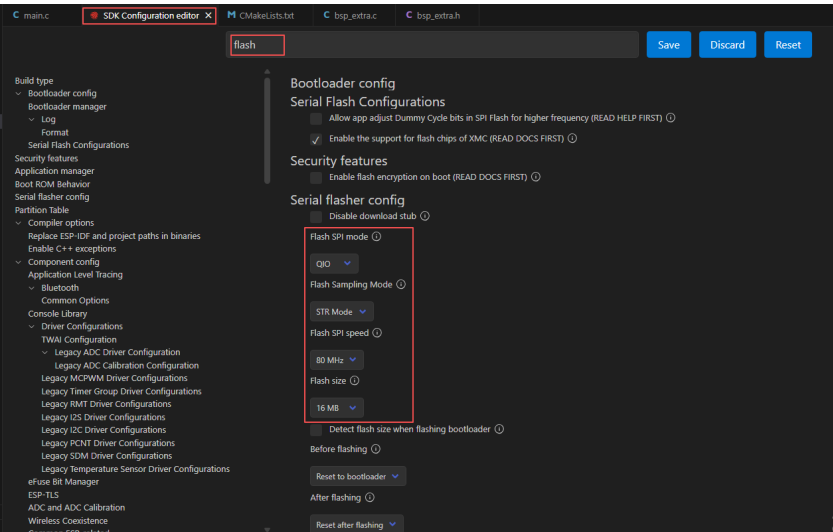 main.c
SDK Configuration editor
CMakeLists.txt
bsp_extra.c
bsp_extra.h
flash
Save
Discard
Reset
Build type
Bootloader config
Bootloader manager
Log
Format
Serial Flash Configurations
Security features
Application manager
Boot ROM Behavior
Serial flasher config
Partition Table
Compiler options
Replace ESP-IDF and project paths in binaries
Enable C++ exceptions
Component config
Application Level Tracing
Bluetooth
Common Options
Console Library
Driver Configurations
TWAI Configuration
Legacy ADC Driver Configuration
Legacy ADC Calibration Configuration
Legacy MCPWM Driver Configurations
Legacy Timer Group Driver Configurations
Legacy RMT Driver Configurations
Legacy I2S Driver Configurations
Legacy I2C Driver Configurations
Legacy PCNT Driver Configurations
Legacy SDM Driver Configurations
Legacy Temperature Sensor Driver Configurations
eFuse Bit Manager
ESP-TLS
ADC and ADC Calibration
Wireless Coexistence
Bootloader config
Serial Flash Configurations
Allow app adjust Dummy Cycle bits in SPI Flash for higher frequency (READ HELP FIRST)
Enable the support for flash chips of XMC (READ DOCS FIRST)
Security features
Enable flash encryption on boot (READ DOCS FIRST)
Serial flasher config
Disable download stub
Flash SPI mode
QIO
Flash Sampling Mode
STR Mode
Flash SPI speed
80 MHz
Flash size
16 MB
Detect flash size when flashing bootloader
Before flashing
Reset to bootloader
After flashing
Reset after flashing